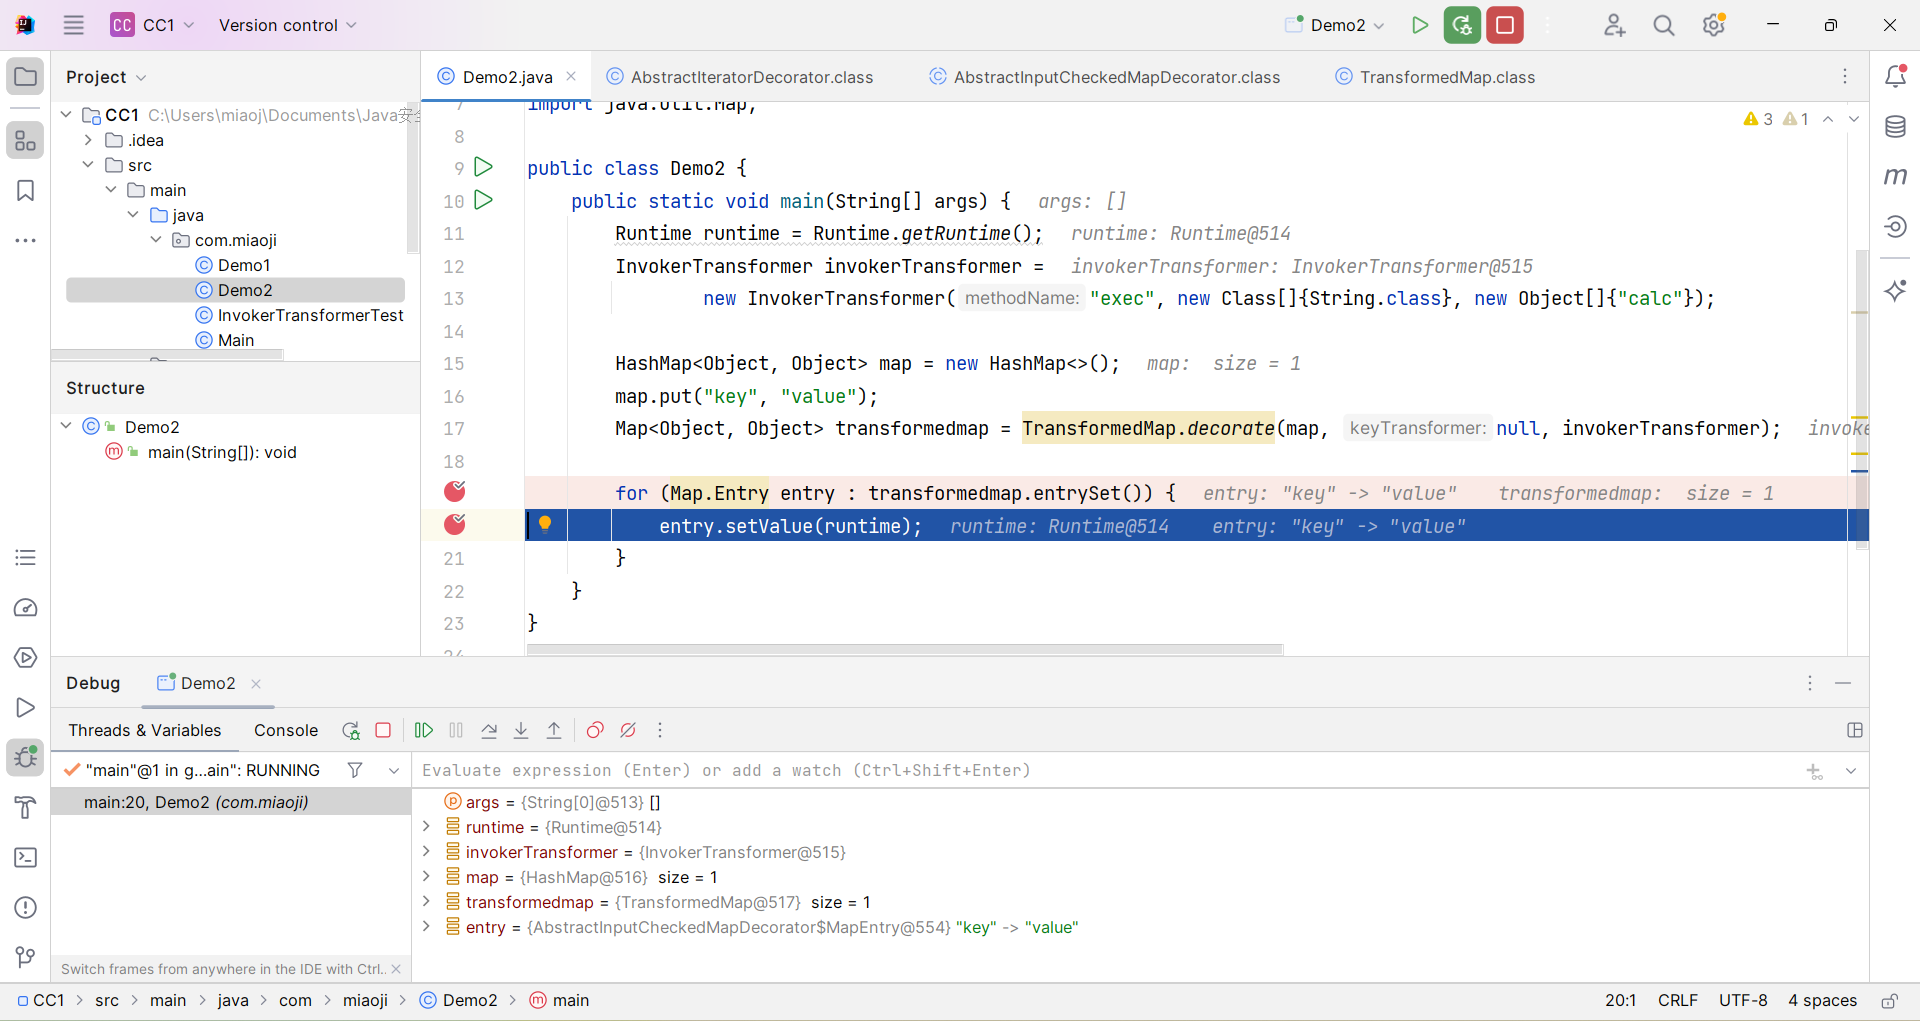 CC CC1 Version control Demo2
Project
Demo2.java AbstractIteratorDecorator.class AbstractInputCheckedMapDecorator.class TransformedMap.class
CC1 C:\Users\miaoj\Documents\Java安全
.idea
src
main
java
com.miaoji
Demo1
Demo2
InvokerTransformerTest
Main
Structure
Demo2
main(String[]): void
3 1
7 import java.util.Map;
8
9 public class Demo2 {
10 public static void main(String[] args) { args: []
11 Runtime runtime = Runtime.getRuntime(); runtime: Runtime@514
12 InvokerTransformer invokerTransformer = invokerTransformer: InvokerTransformer@515
13 new InvokerTransformer( methodName: "exec", new Class[]{String.class}, new Object[]{"calc"});
14
15 HashMap<Object, Object> map = new HashMap<>(); map: size = 1
16 map.put("key", "value");
17 Map<Object, Object> transformedmap = TransformedMap.decorate(map, keyTransformer: null, invokerTransformer); invoke
18
for (Map.Entry entry : transformedmap.entrySet()) { entry: "key" -> "value" transformedmap: size = 1
entry.setValue(runtime); runtime: Runtime@514 entry: "key" -> "value"
21 }
22 }
23 }
24
Debug Demo2
Threads & Variables Console
"main"@1 in g...ain": RUNNING
Evaluate expression (Enter) or add a watch (Ctrl+Shift+Enter)
main:20, Demo2 (com.miaoji)
args = {String[0]@513} []
runtime = {Runtime@514}
invokerTransformer = {InvokerTransformer@515}
map = {HashMap@516} size = 1
transformedmap = {TransformedMap@517} size = 1
entry = {AbstractInputCheckedMapDecorator$MapEntry@554} "key" -> "value"
Switch frames from anywhere in the IDE with Ctrl..
CC1 > src > main > java > com > miaoji > Demo2 > main 20:1 CRLF UTF-8 4 spaces